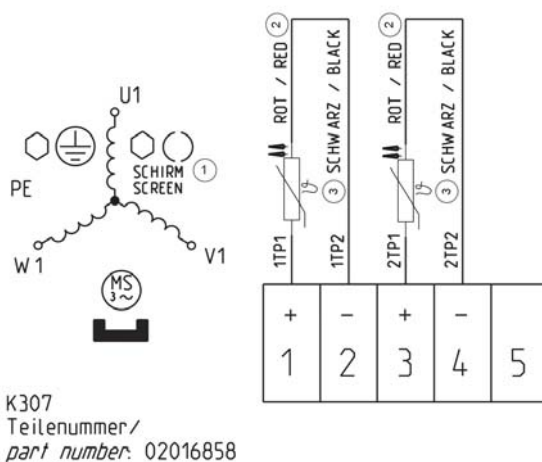 U1
PE
SCHIRM
SCREEN
1
W1
V1
MS
3~
2
ROT / RED
3
SCHWARZ / BLACK
ϑ
1TP1
1TP2
2
ROT / RED
3
SCHWARZ / BLACK
ϑ
2TP1
2TP2
+ - + -
1 2 3 4 5
K307
Teilenummer/
part number: 02016858